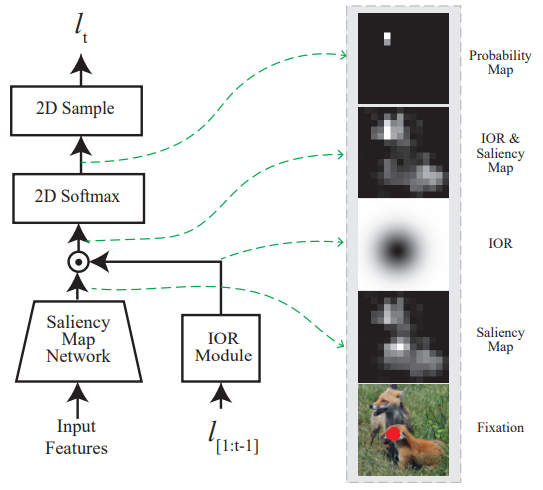 l_t
2D Sample
2D Softmax
Saliency
Map
Network
IOR
Module
Input
Features
l_[1:t-1]
Probability
Map
IOR &
Saliency
Map
IOR
Saliency
Map
Fixation